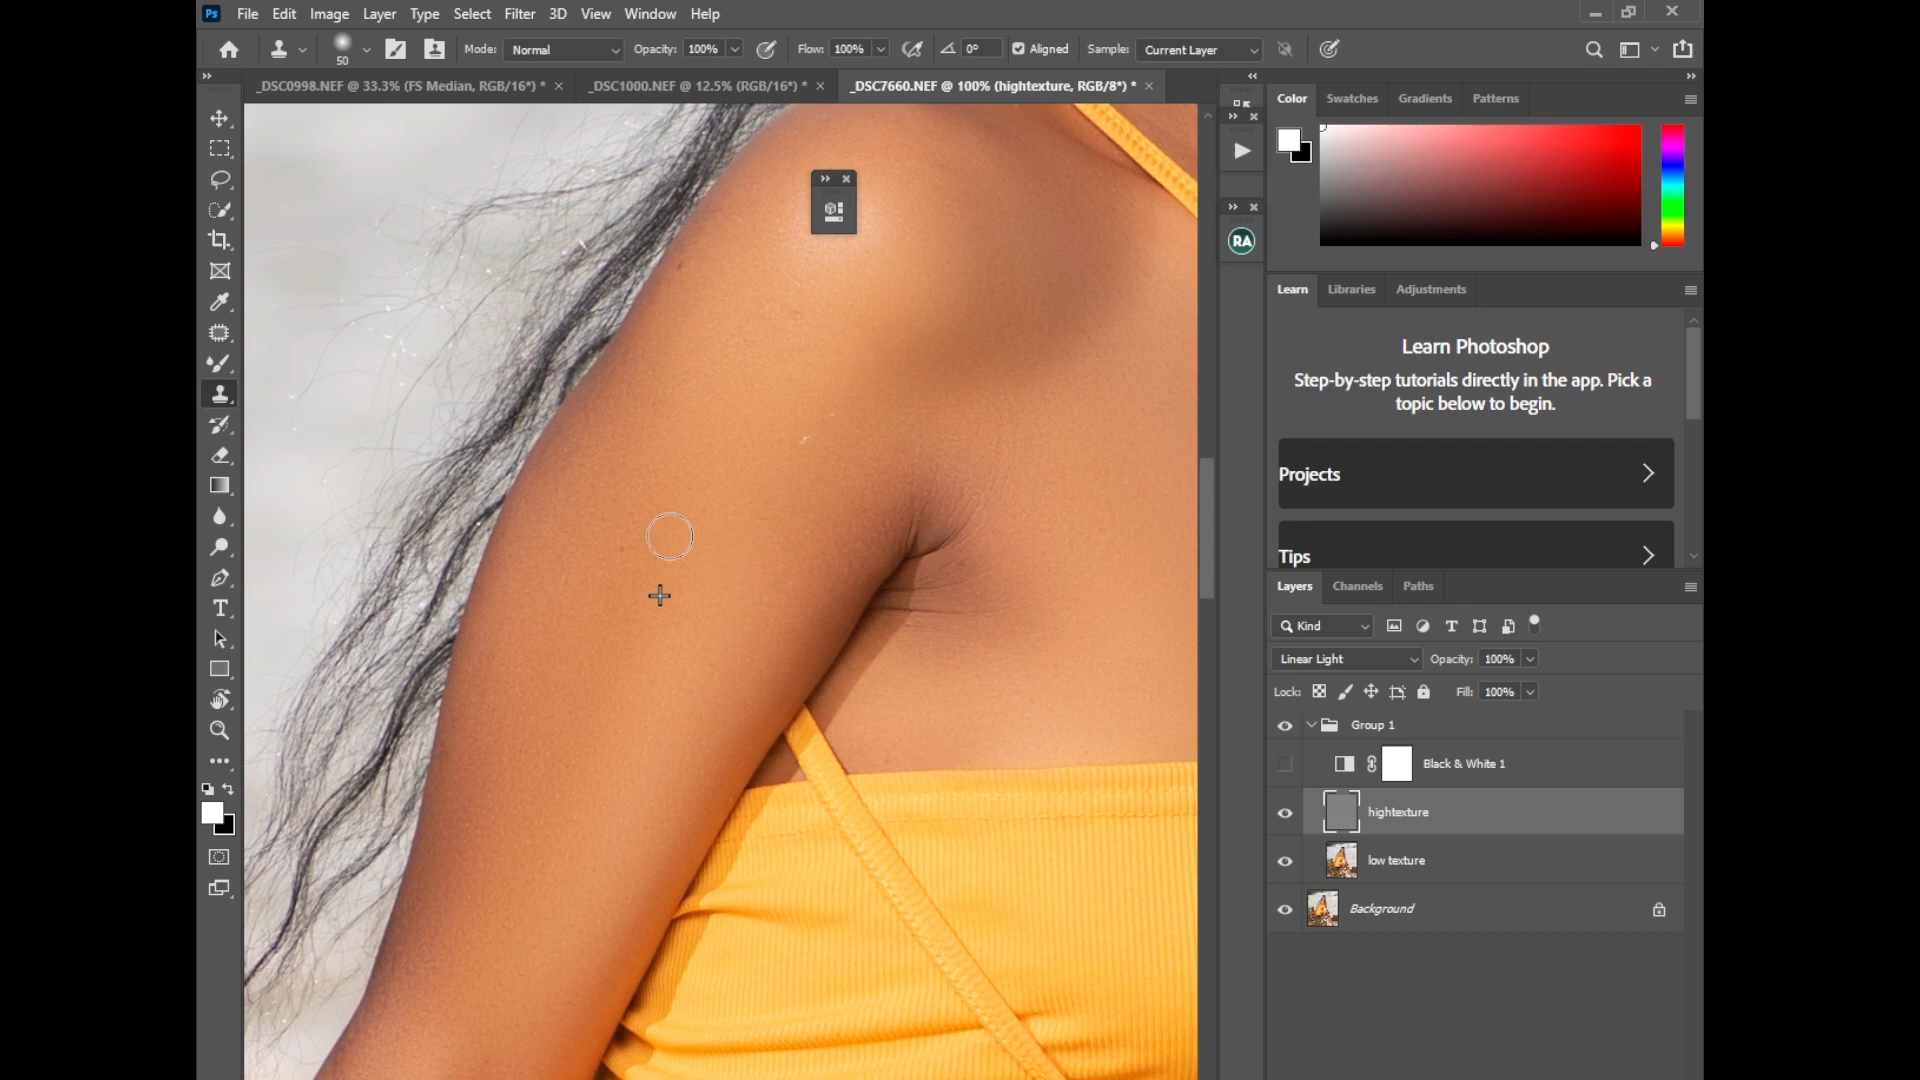 Ps File Edit Image Layer Type Select Filter 3D View Window Help
50 Mode: Normal Opacity: 100% Flow: 100% 0° Aligned Sample: Current Layer
_DSC0998.NEF @ 33.3% (FS Median, RGB/16*) * _DSC1000.NEF @ 12.5% (RGB/16*) * _DSC7660.NEF @ 100% (hightexture, RGB/8*) *
Color Swatches Gradients Patterns
RA
Learn Libraries Adjustments
Learn Photoshop
Step-by-step tutorials directly in the app. Pick a
topic below to begin.
Projects
Tips
Layers Channels Paths
Kind
Linear Light Opacity: 100%
Lock: Fill: 100%
Group 1
Black & White 1
hightexture
low texture
Background